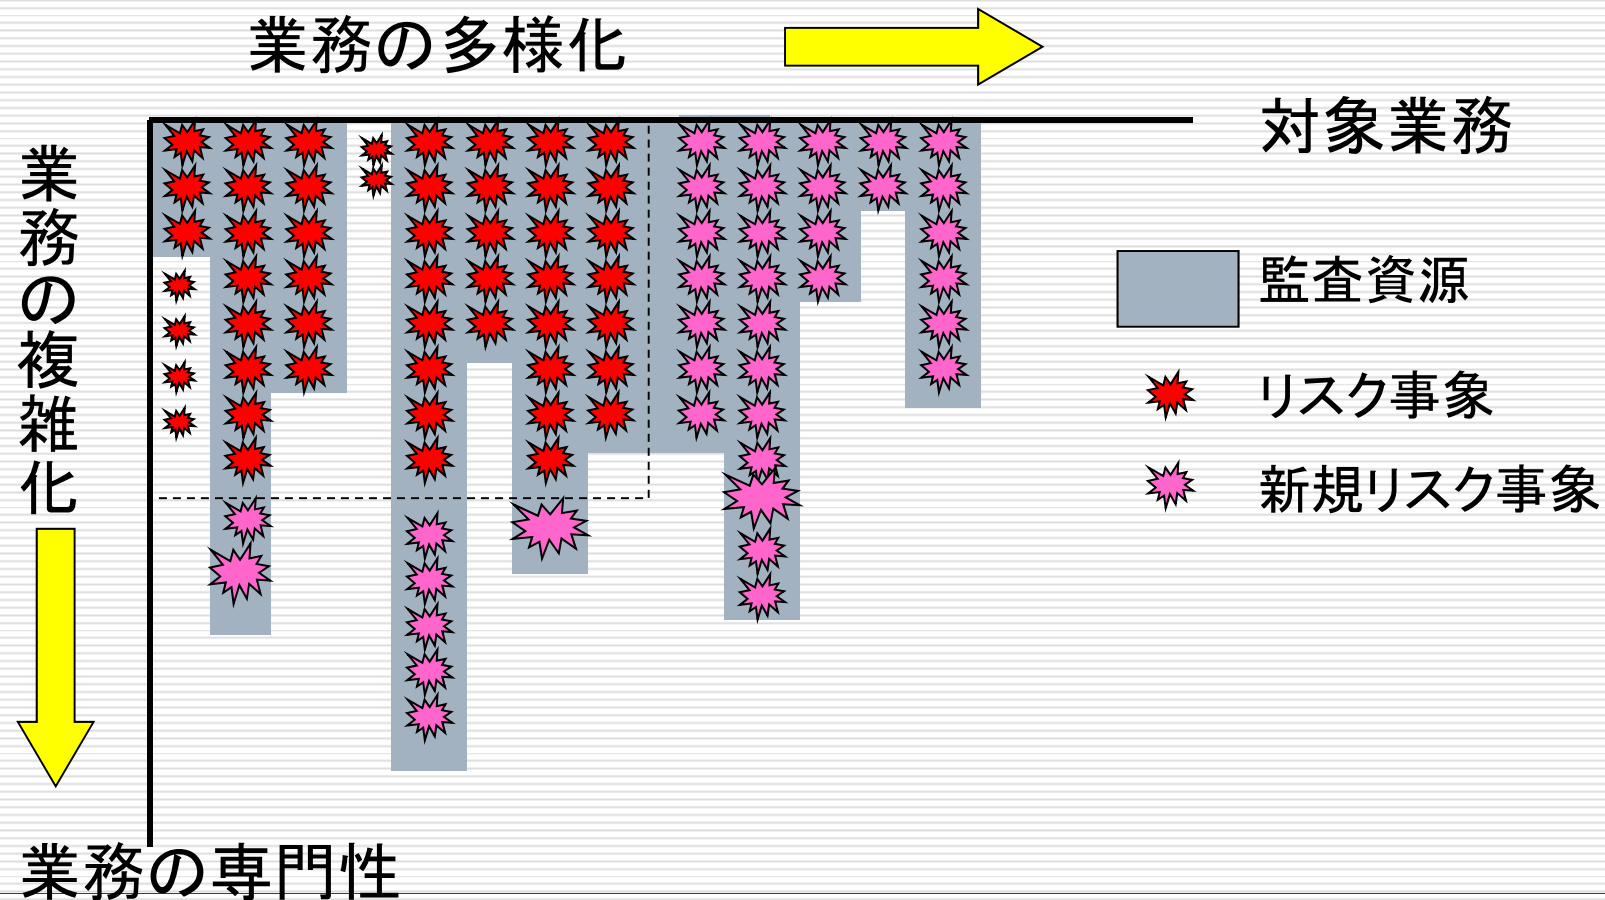 業務の多様化
対象業務
業務の複雑化
監査資源
リスク事象
新規リスク事象
業務の専門性